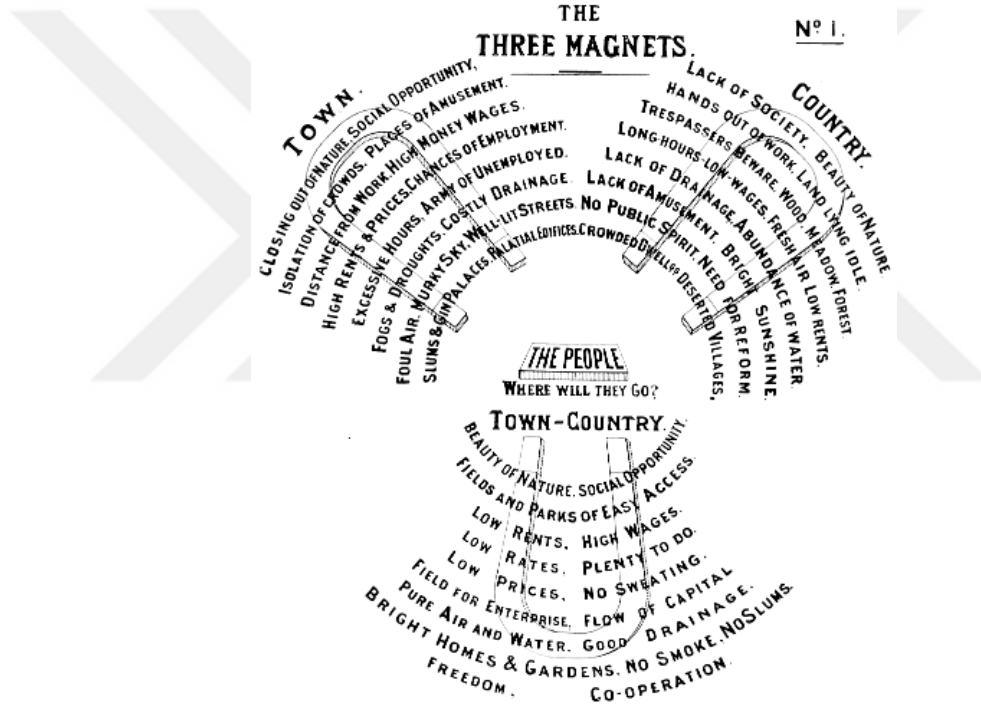 THE
THREE MAGNETS.
Nº 1.
TOWN.
CLOSING OUT OF NATURE. SOCIAL OPPORTUNITY.
ISOLATION OF CROWDS. PLACES OF AMUSEMENT.
DISTANCE FROM WORK. HIGH MONEY WAGES.
HIGH RENTS & PRICES. CHANCES OF EMPLOYMENT.
EXCESSIVE HOURS. ARMY OF UNEMPLOYED.
FOGS & DROUGHTS. COSTLY DRAINAGE.
FOUL AIR. MURKY SKY. WELL-LIT STREETS.
SLUMS & GIN PALACES. PALATIAL EDIFICES.
COUNTRY.
LACK OF SOCIETY. BEAUTY OF NATURE
HANDS OUT OF WORK. LAND LYING IDLE.
TRESPASSERS BEWARE. WOOD, MEADOW, FOREST.
LONG-HOURS-LOW-WAGES. FRESH AIR LOW RENTS.
LACK OF DRAINAGE. ABUNDANCE OF WATER
LACK OF AMUSEMENT. BRIGHT SUNSHINE.
NO PUBLIC SPIRIT. NEED FOR REFORM.
CROWDED DWELLGS DESERTED VILLAGES,
THE PEOPLE
WHERE WILL THEY GO?
TOWN-COUNTRY.
BEAUTY OF NATURE. SOCIAL OPPORTUNITY.
FIELDS AND PARKS OF EASY ACCESS.
LOW RENTS, HIGH WAGES.
LOW RATES, PLENTY TO DO.
LOW PRICES, NO SWEATING.
FIELD FOR ENTERPRISE, FLOW OF CAPITAL
PURE AIR AND WATER. GOOD DRAINAGE.
BRIGHT HOMES & GARDENS, NO SMOKE, NO SLUMS.
FREEDOM. CO-OPERATION.